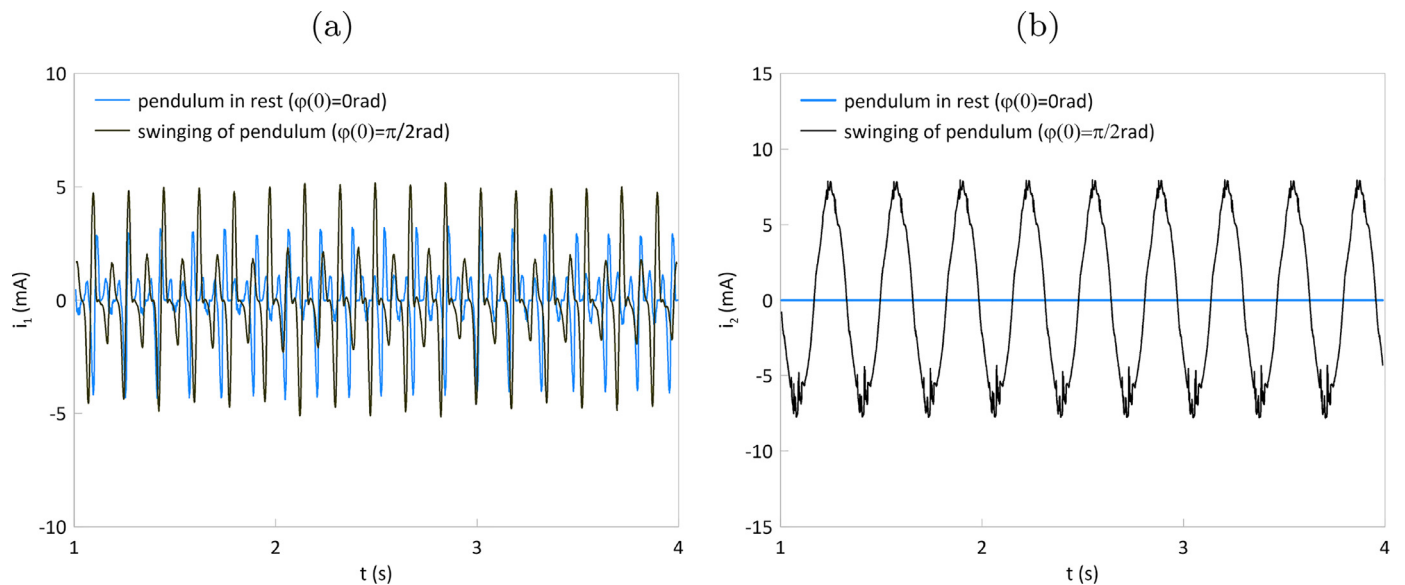 (a)
10
pendulum in rest (φ(0)=0rad)
swinging of pendulum (φ(0)=π/2rad)
5
0
-5
-10
i₁ (mA)
1
2
3
4
t (s)
(b)
15
pendulum in rest (φ(0)=0rad)
swinging of pendulum (φ(0)=π/2rad)
10
5
0
-5
-10
-15
i₂ (mA)
1
2
3
4
t (s)